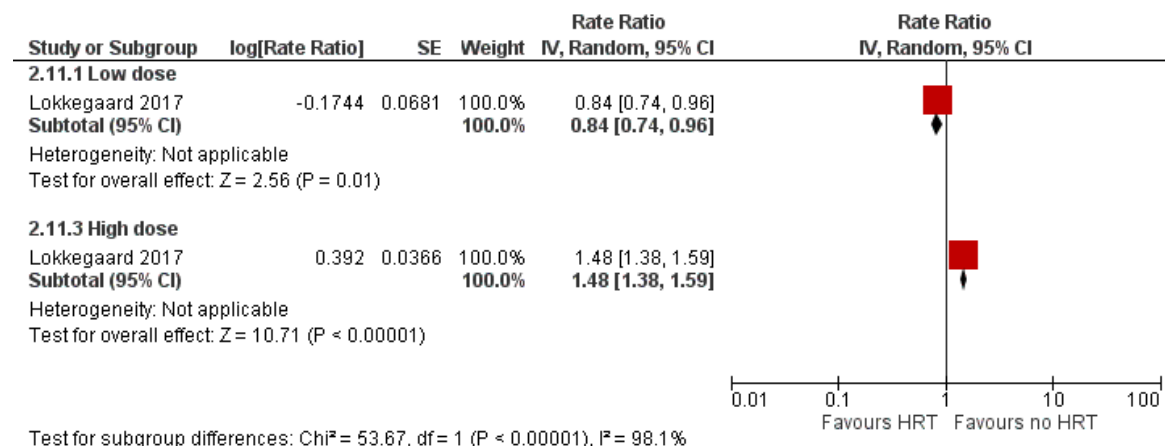 Rate Ratio Rate Ratio
Study or Subgroup log[Rate Ratio] SE Weight IV, Random, 95% CI IV, Random, 95% CI
2.11.1 Low dose
Lokkegaard 2017 -0.1744 0.0681 100.0% 0.84 [0.74, 0.96]
Subtotal (95% CI) 100.0% 0.84 [0.74, 0.96]
Heterogeneity: Not applicable
Test for overall effect: Z = 2.56 (P = 0.01)
2.11.3 High dose
Lokkegaard 2017 0.392 0.0366 100.0% 1.48 [1.38, 1.59]
Subtotal (95% CI) 100.0% 1.48 [1.38, 1.59]
Heterogeneity: Not applicable
Test for overall effect: Z = 10.71 (P < 0.00001)
0.01 0.1 1 10 100
Favours HRT Favours no HRT
Test for subgroup differences: Chi² = 53.67, df = 1 (P < 0.00001), I² = 98.1%